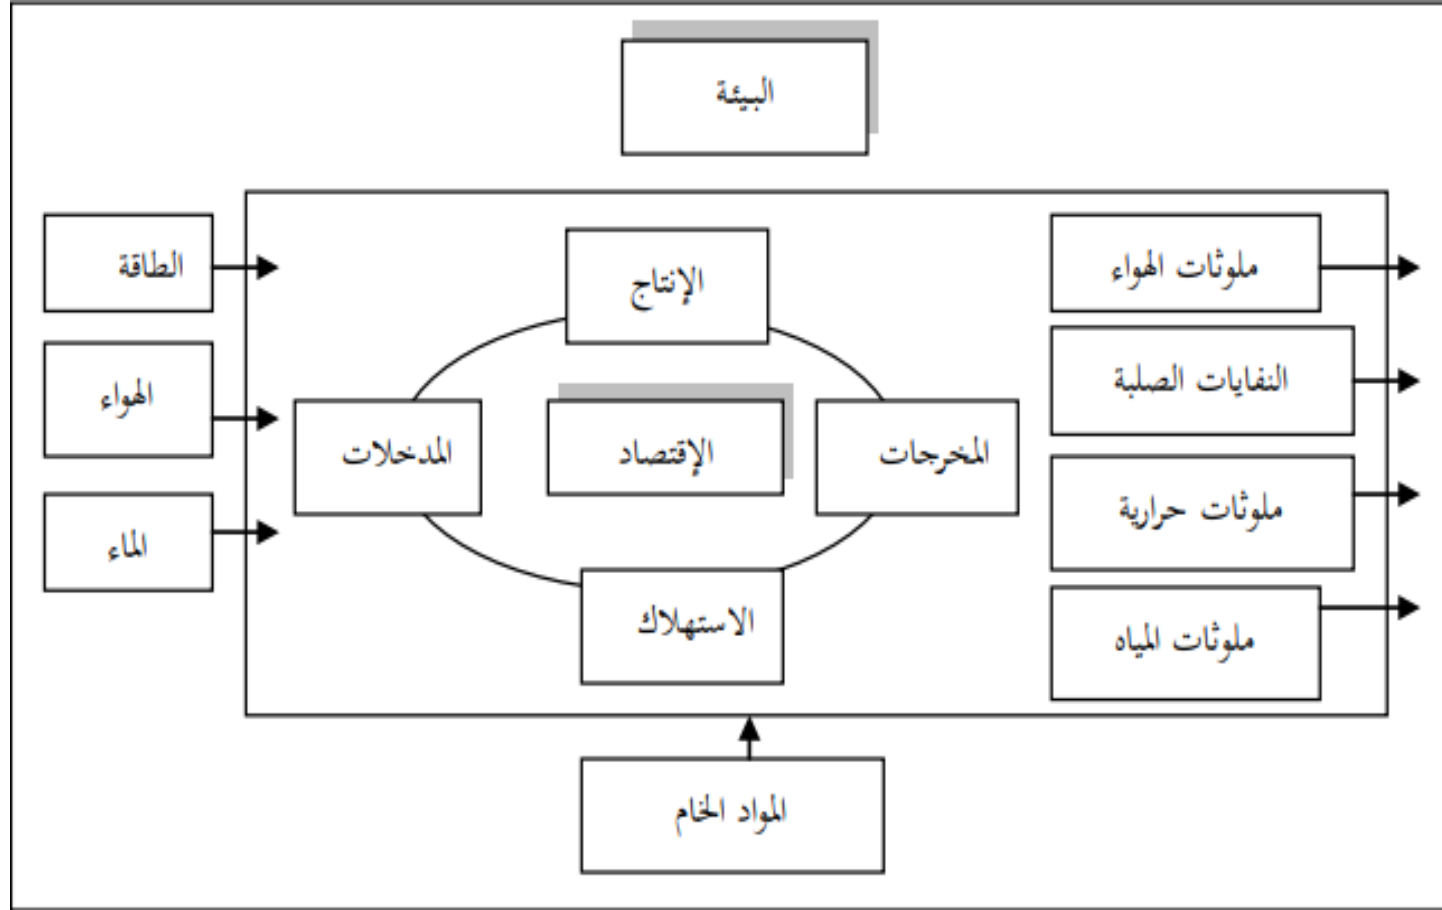 البيئة
ملوثات الهواء
الإنتاج
الطاقة
النفايات الصلبة
الهواء
المخرجات
الإقتصاد
المدخلات
ملوثات حرارية
الماء
ملوثات المياه
الاستهلاك
المواد الخام